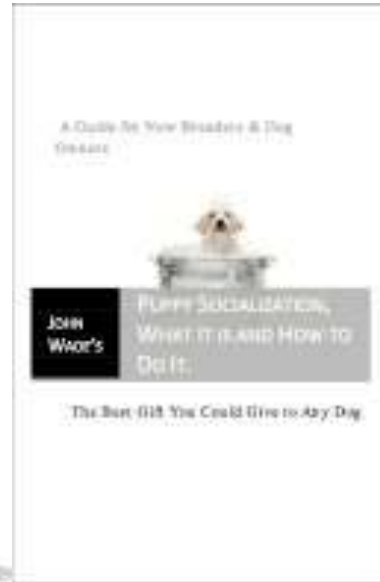 A Guide for New Breeders & Dog
Owners
JOHN
WADE'S
PUPPY SOCIALIZATION,
WHAT IT IS AND HOW TO
DO IT.
The Best Gift You Could Give to Any Dog